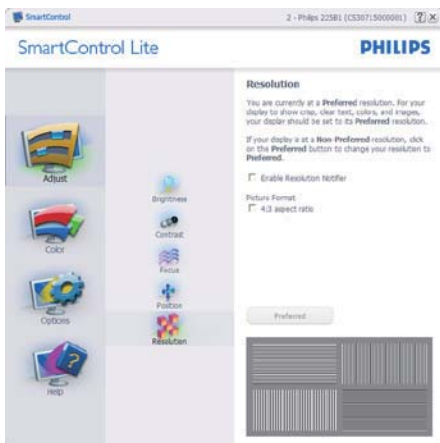 SmartControl
2 - Philips 225B1 (CS30715000001)
? X
SmartControl Lite
PHILIPS
Adjust
Color
Options
Help
Brightness
Contrast
Focus
Position
Resolution
Resolution
You are currently at a Preferred resolution. For your
display to show crisp, clear text, colors, and images,
your display should be set to its Preferred resolution.
If your display is at a Non-Preferred resolution, click
on the Preferred button to change your resolution to
Preferred.
Enable Resolution Notifier
Picture Format
4:3 aspect ratio
Preferred